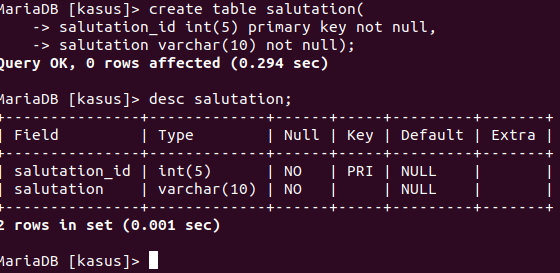 MariaDB [kasus]> create table salutation(
    -> salutation_id int(5) primary key not null,
    -> salutation varchar(10) not null);
Query OK, 0 rows affected (0.294 sec)
MariaDB [kasus]> desc salutation;
+---------------+-------------+------+-----+---------+-------+
| Field         | Type        | Null | Key | Default | Extra |
+---------------+-------------+------+-----+---------+-------+
| salutation_id | int(5)      | NO   | PRI | NULL    |       |
| salutation    | varchar(10) | NO   |     | NULL    |       |
+---------------+-------------+------+-----+---------+-------+
2 rows in set (0.001 sec)
MariaDB [kasus]>